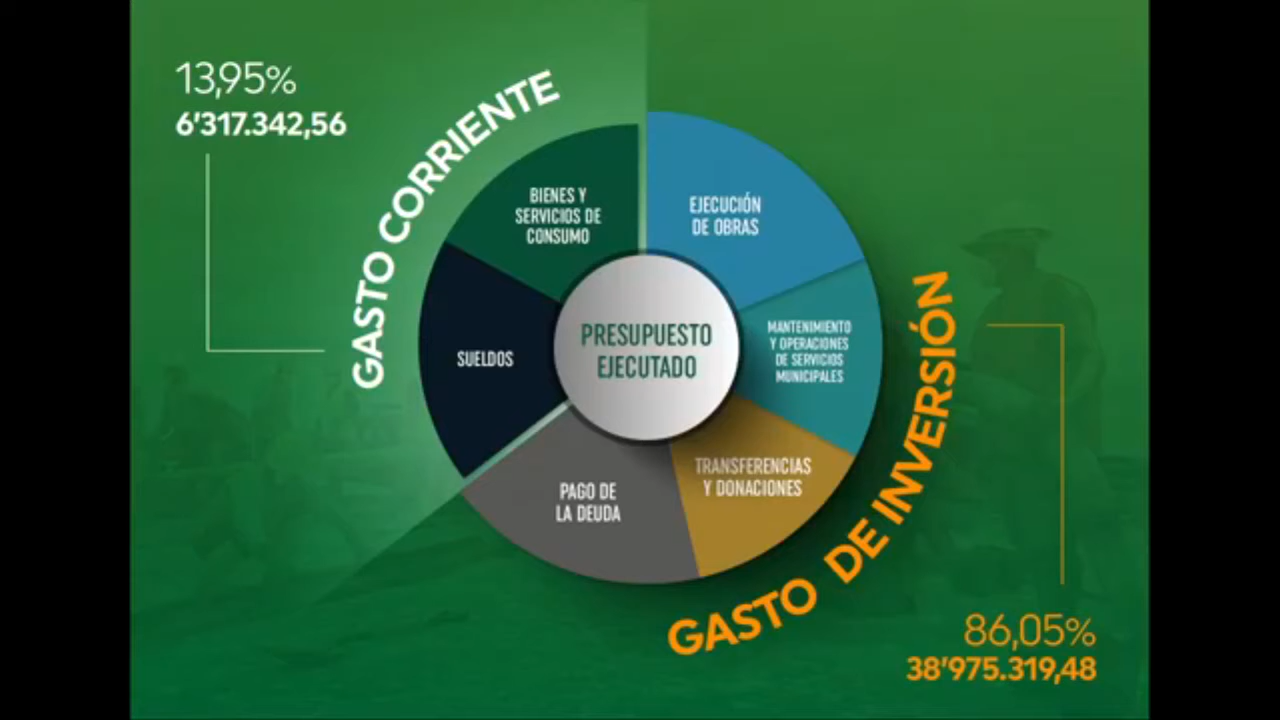 13,95%
6'317.342,56
GASTO CORRIENTE
BIENES Y
SERVICIOS DE
CONSUMO
SUELDOS
PRESUPUESTO
EJECUTADO
EJECUCIÓN
DE OBRAS
MANTENIMIENTO
Y OPERACIONES
DE SERVICIOS
MUNICIPALES
TRANSFERENCIAS
Y DONACIONES
PAGO DE
LA DEUDA
GASTO DE INVERSIÓN
86,05%
38'975.319,48